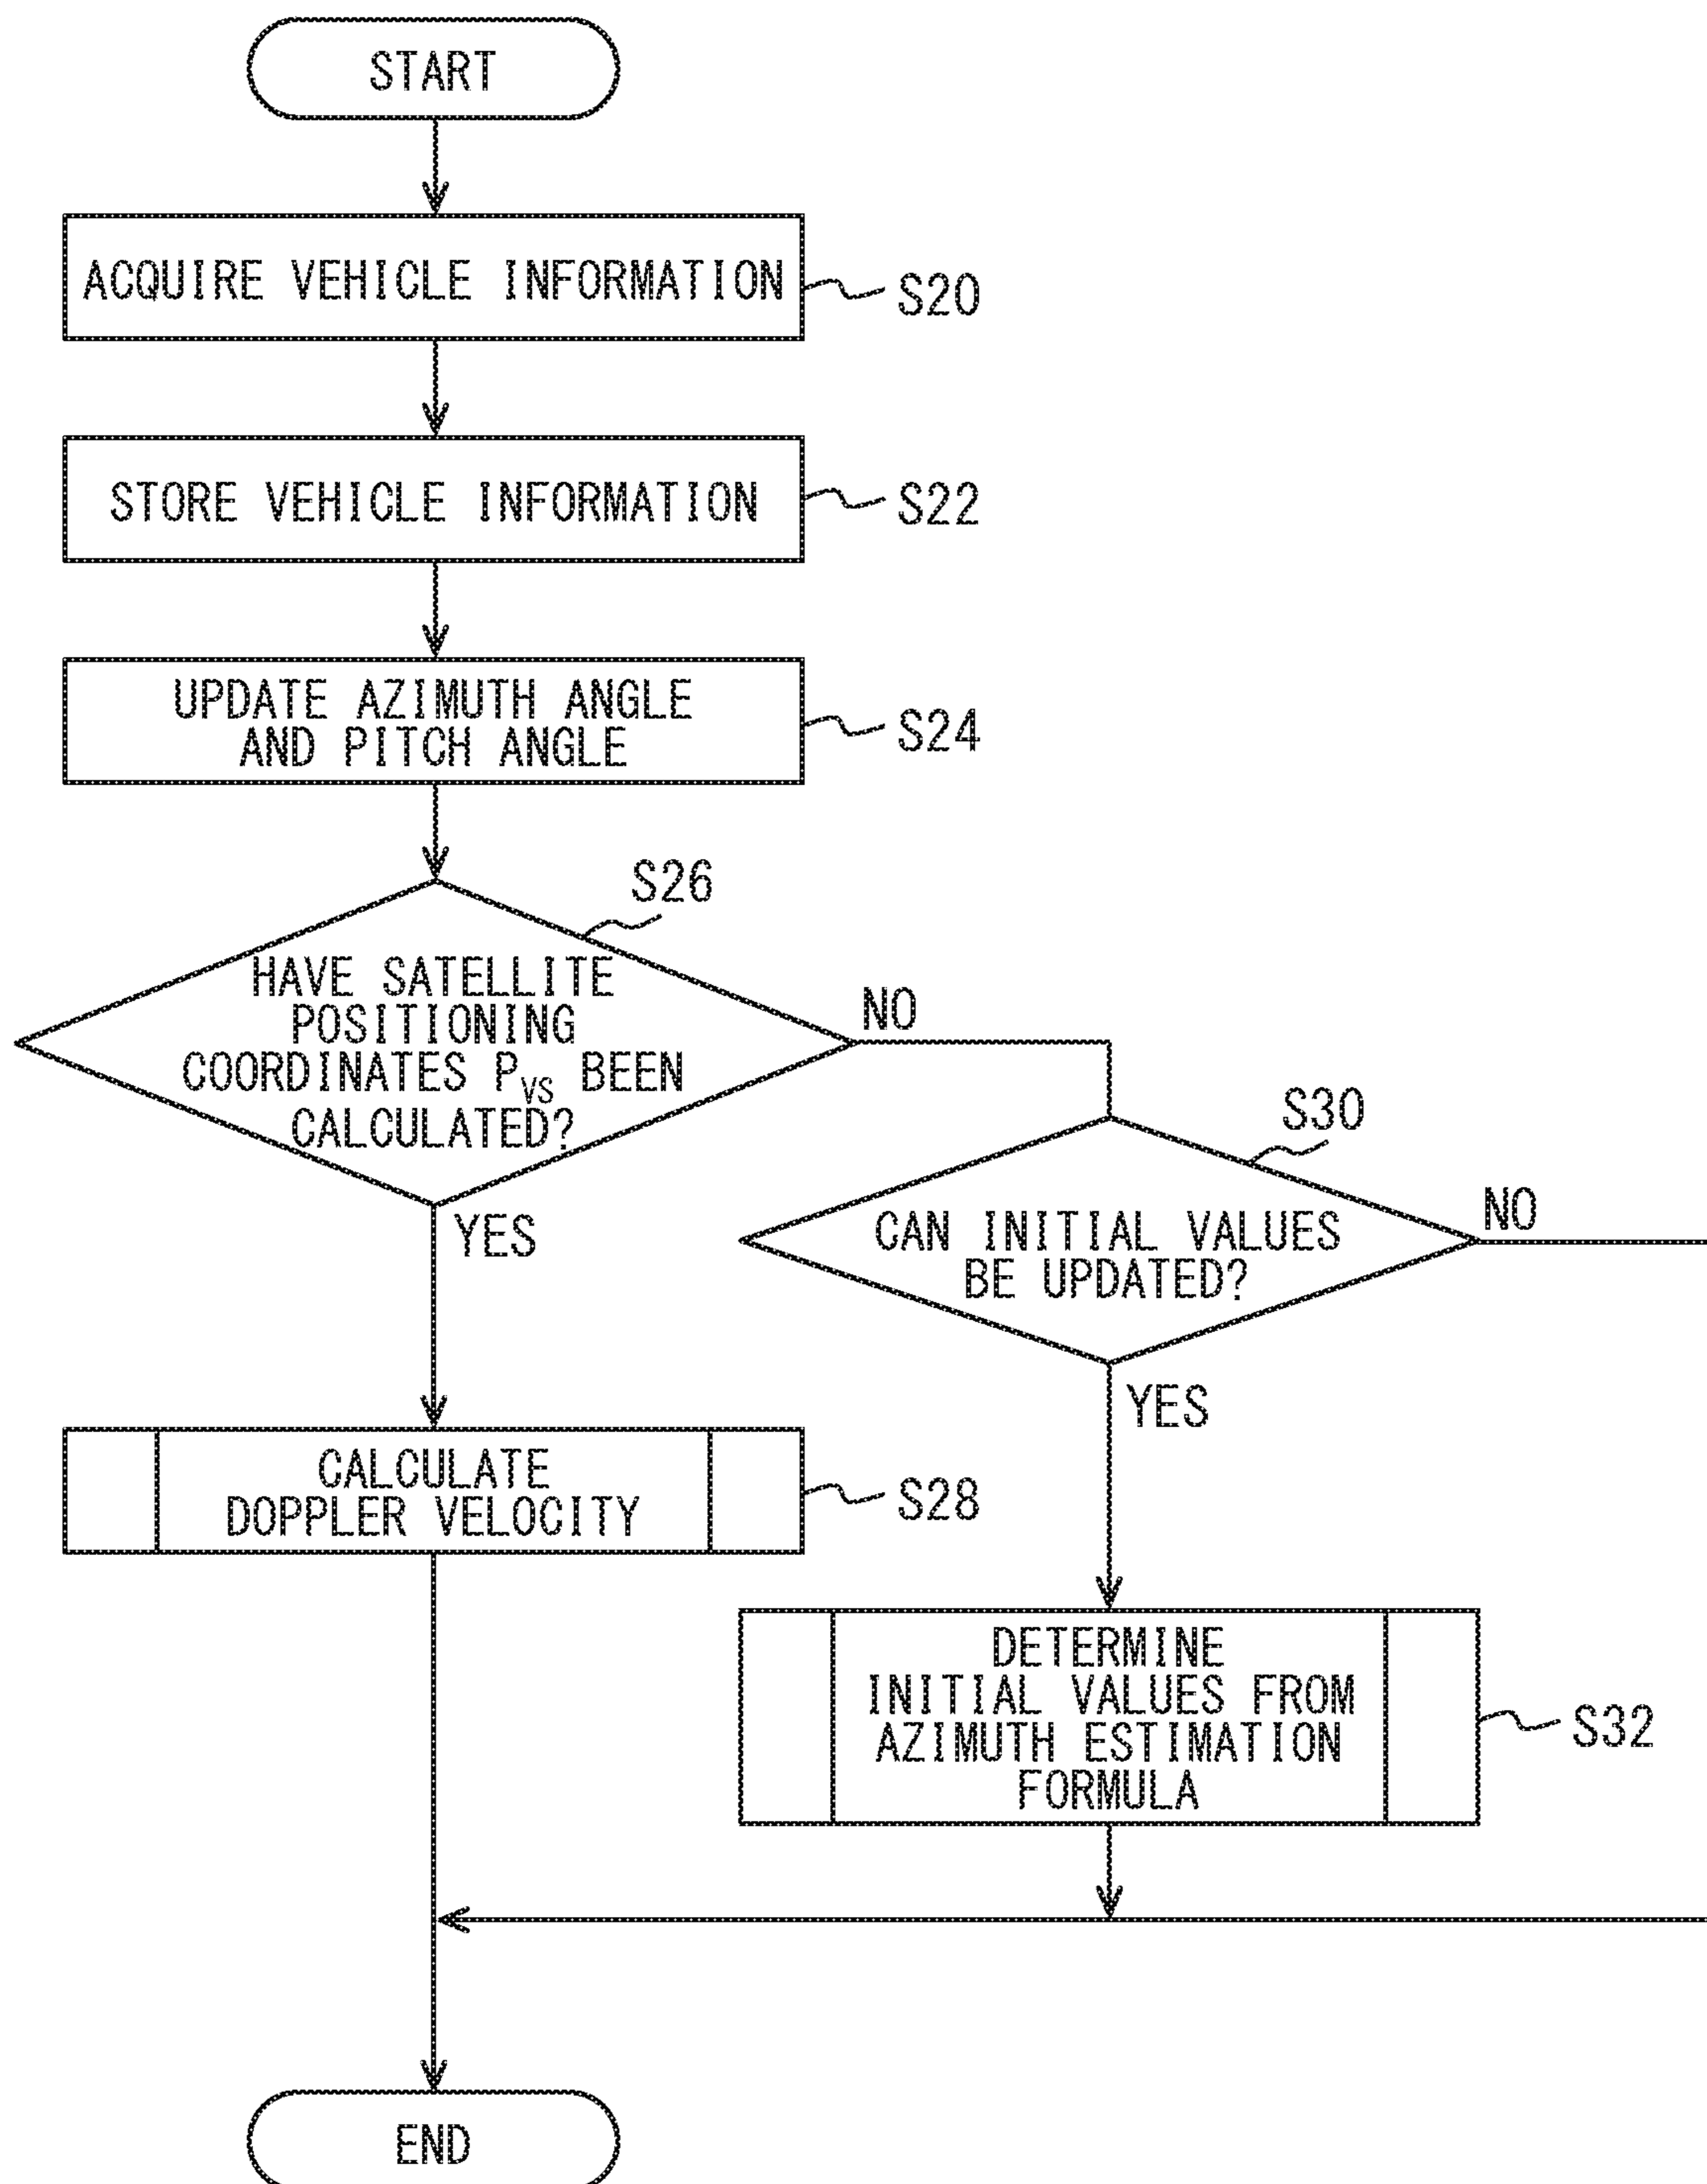 START
ACQUIRE VEHICLE INFORMATION
S20
STORE VEHICLE INFORMATION
S22
UPDATE AZIMUTH ANGLE
AND PITCH ANGLE
S24
S26
HAVE SATELLITE
POSITIONING
COORDINATES PVS BEEN
CALCULATED?
NO
YES
S30
CAN INITIAL VALUES
BE UPDATED?
NO
YES
CALCULATE
DOPPLER VELOCITY
S28
DETERMINE
INITIAL VALUES FROM
AZIMUTH ESTIMATION
FORMULA
S32
END